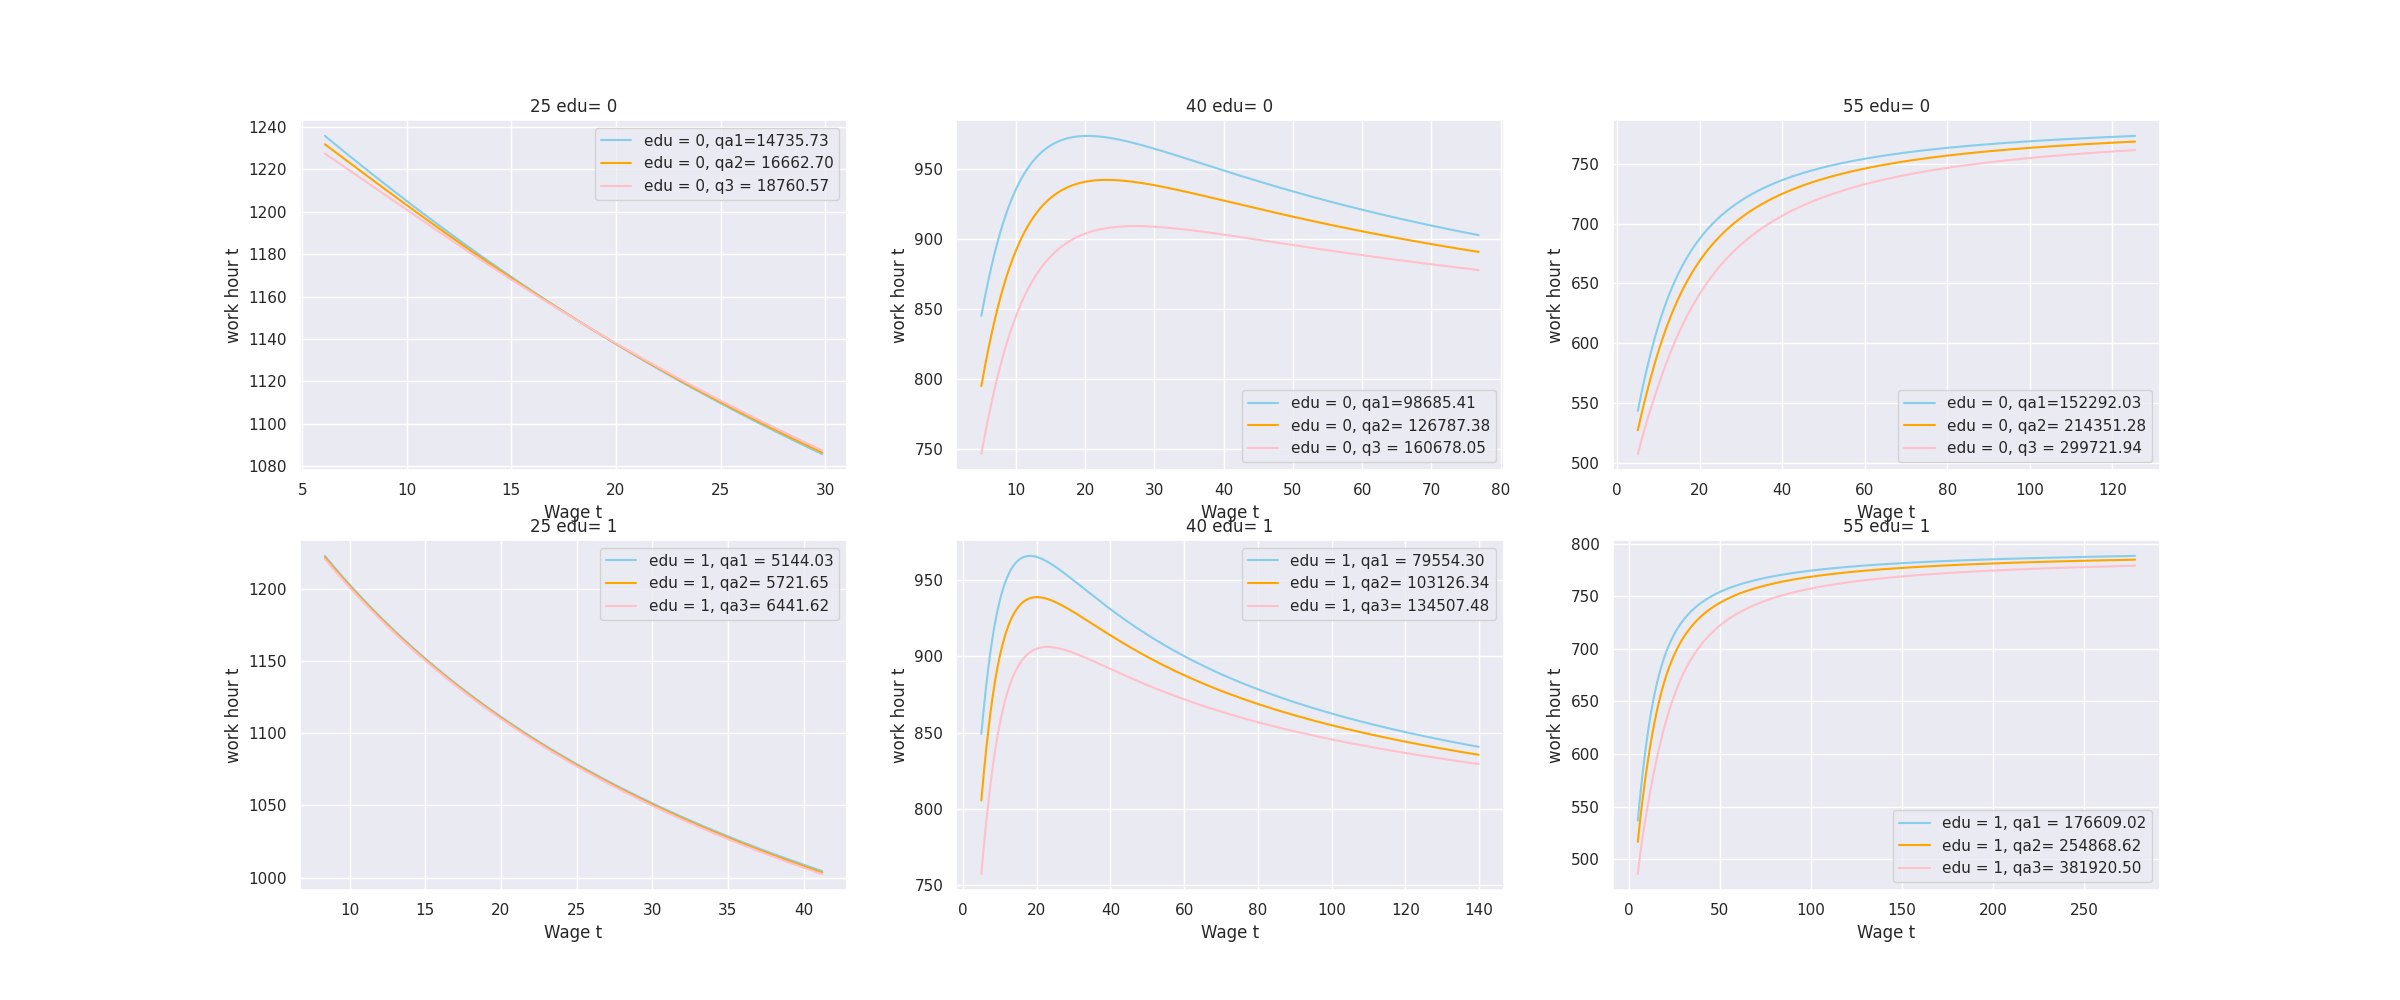 25 edu= 0
edu = 0, qa1=14735.73
edu = 0, qa2= 16662.70
edu = 0, q3 = 18760.57
1240
1220
1200
1180
1160
1140
1120
1100
1080
work hour t
5 10 15 20 25 30
Wage t
40 edu= 0
950
900
850
800
750
work hour t
edu = 0, qa1=98685.41
edu = 0, qa2= 126787.38
edu = 0, q3 = 160678.05
10 20 30 40 50 60 70 80
Wage t
55 edu= 0
750
700
650
600
550
500
work hour t
edu = 0, qa1=152292.03
edu = 0, qa2= 214351.28
edu = 0, q3 = 299721.94
0 20 40 60 80 100 120
Wage t
25 edu= 1
edu = 1, qa1 = 5144.03
edu = 1, qa2= 5721.65
edu = 1, qa3= 6441.62
1200
1150
1100
1050
1000
work hour t
10 15 20 25 30 35 40
Wage t
40 edu= 1
edu = 1, qa1 = 79554.30
edu = 1, qa2= 103126.34
edu = 1, qa3= 134507.48
950
900
850
800
750
work hour t
0 20 40 60 80 100 120 140
Wage t
55 edu= 1
800
750
700
650
600
550
500
work hour t
edu = 1, qa1 = 176609.02
edu = 1, qa2= 254868.62
edu = 1, qa3= 381920.50
0 50 100 150 200 250
Wage t